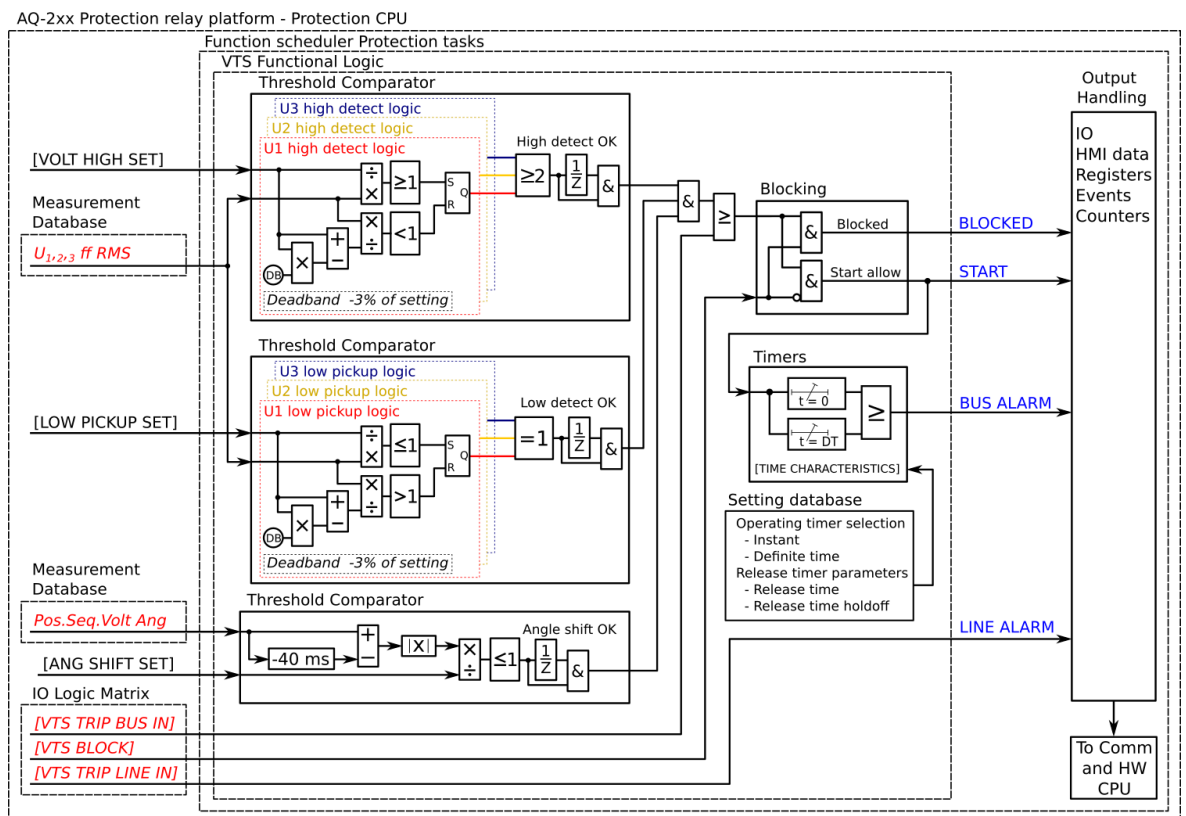 AQ-2xx Protection relay platform - Protection CPU
Function scheduler Protection tasks
VTS Functional Logic
Threshold Comparator
U3 high detect logic
U2 high detect logic
U1 high detect logic
High detect OK
[VOLT HIGH SET]
÷
×
≥1
S
R
Q
≥2
1
Z
&
Measurement
Database
U1,2,3 ff RMS
×
÷
<1
+
−
×
DB
Deadband -3% of setting
&
≥
Blocking
&
Blocked
&
Start allow
BLOCKED
START
Output
Handling
IO
HMI data
Registers
Events
Counters
Threshold Comparator
U3 low pickup logic
U2 low pickup logic
U1 low pickup logic
Low detect OK
[LOW PICKUP SET]
÷
×
≤1
S
R
Q
=1
1
Z
&
×
÷
>1
+
−
×
DB
Deadband -3% of setting
Timers
t = 0
t = DT
≥
[TIME CHARACTERISTICS]
BUS ALARM
Setting database
Operating timer selection
- Instant
- Definite time
Release timer parameters
- Release time
- Release time holdoff
Measurement
Database
Pos.Seq.Volt Ang
Threshold Comparator
Angle shift OK
-40 ms
+
−
|X|
×
÷
≤1
1
Z
&
[ANG SHIFT SET]
LINE ALARM
IO Logic Matrix
[VTS TRIP BUS IN]
[VTS BLOCK]
[VTS TRIP LINE IN]
To Comm
and HW
CPU